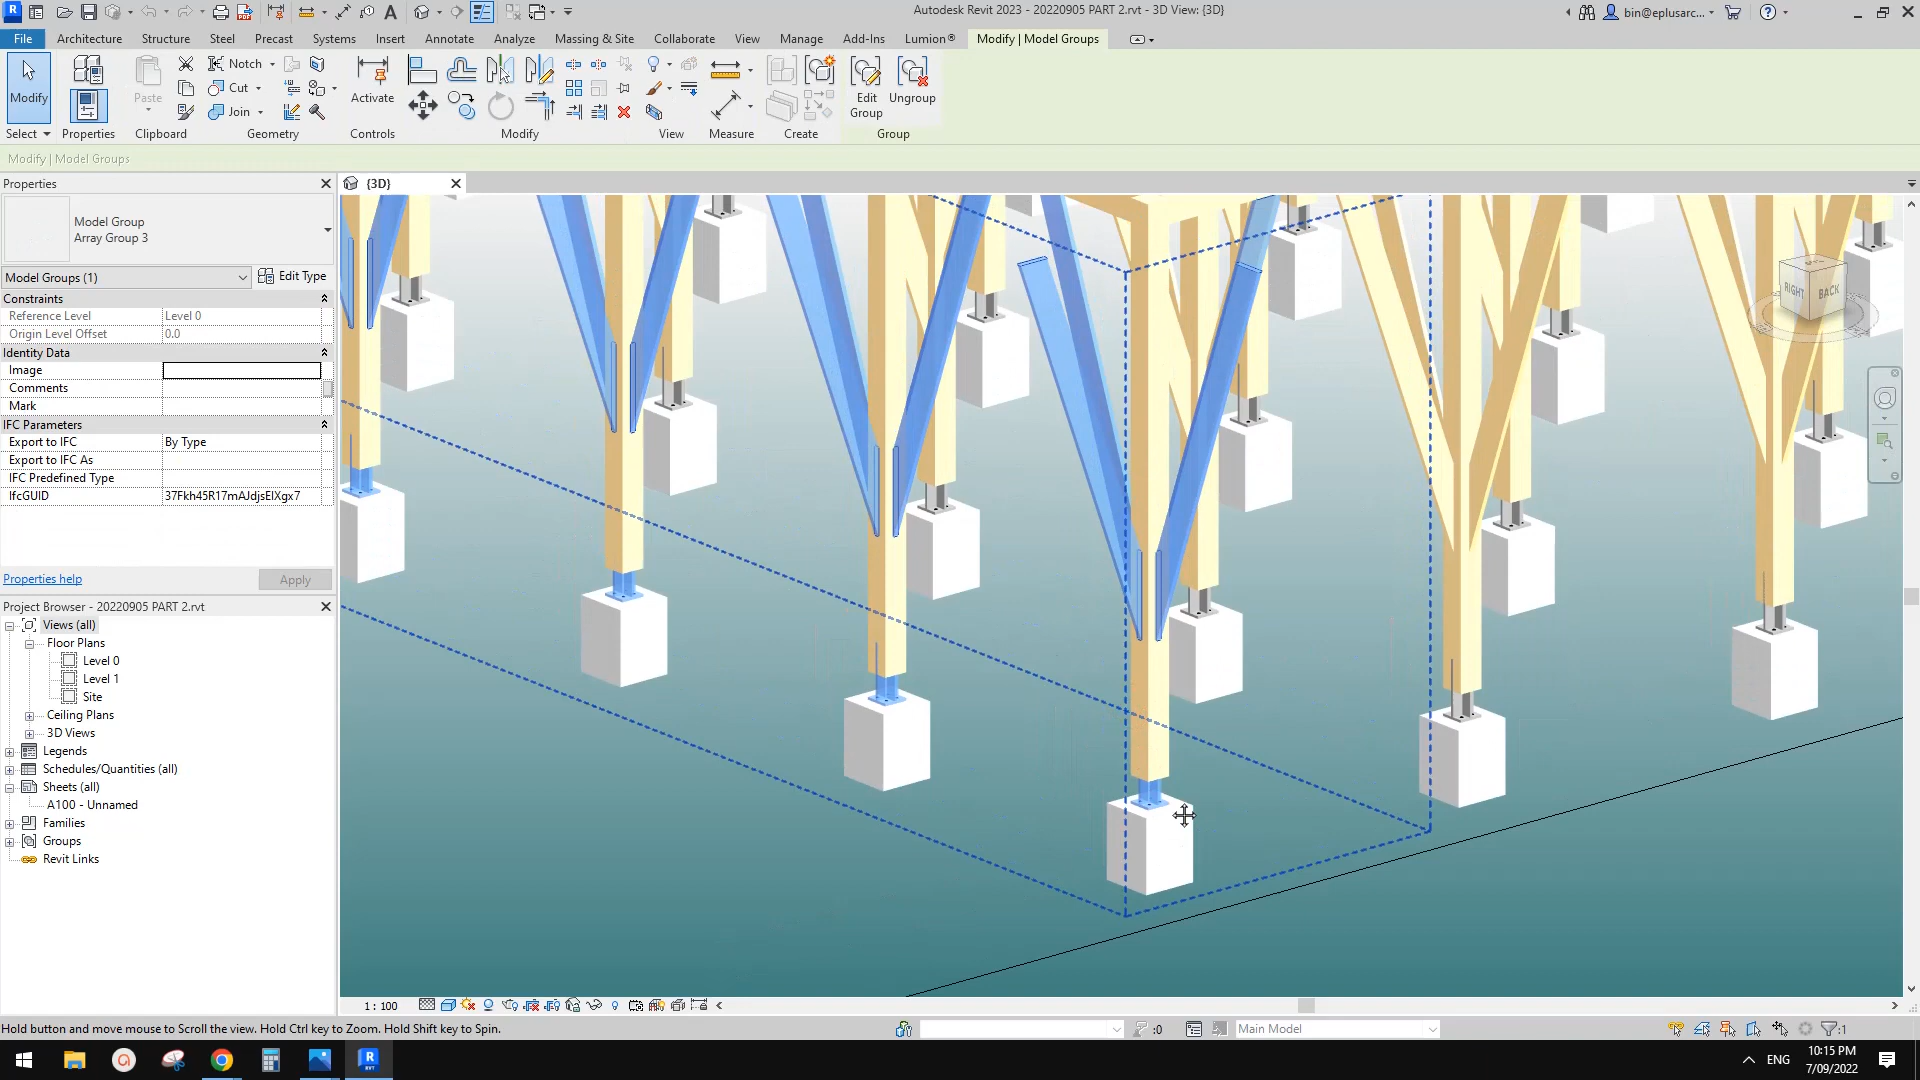 Autodesk Revit 2023 - 20220905 PART 2.rvt - 3D View: {3D}
bin@eplusarc...
File Architecture Structure Steel Precast Systems Insert Annotate Analyze Massing & Site Collaborate View Manage Add-Ins Lumion® Modify | Model Groups
Modify
Paste
Notch
Cut
Join
Activate
Edit
Group
Ungroup
Select Properties Clipboard Geometry Controls Modify View Measure Create Group
Modify | Model Groups
Properties
{3D}
Model Group
Array Group 3
Model Groups (1)
Edit Type
Constraints
Reference Level Level 0
Origin Level Offset 0.0
Identity Data
Image
Comments
Mark
IFC Parameters
Export to IFC By Type
Export to IFC As
IFC Predefined Type
IfcGUID 37Fkh45R17mAJdjsElXgx7
Properties help
Apply
Project Browser - 20220905 PART 2.rvt
Views (all)
Floor Plans
Level 0
Level 1
Site
Ceiling Plans
3D Views
Legends
Schedules/Quantities (all)
Sheets (all)
A100 - Unnamed
Families
Groups
Revit Links
RIGHT
BACK
1 : 100
Hold button and move mouse to Scroll the view. Hold Ctrl key to Zoom. Hold Shift key to Spin.
:0
Main Model
:1
ENG
10:15 PM
7/09/2022